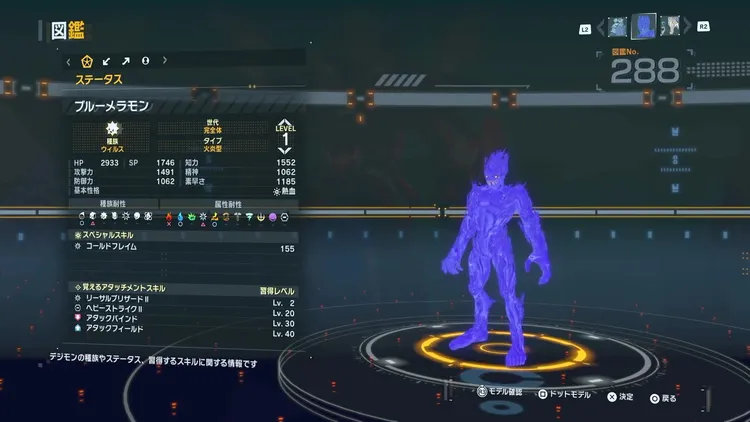 図鑑
L2
R2
図鑑No.
288
ステータス
ブルーメラモン
種族
ウイルス
世代
完全体
タイプ
火炎型
LEVEL
1
HP 2933 SP 1746 知力 1552
攻撃力 1491 精神 1062
防御力 1062 素早さ 1185
基本性格 熱血
種族耐性 属性耐性
スペシャルスキル
コールドフレイム 155
覚えるアタッチメントスキル 習得レベル
リーサルブリザードⅡ Lv. 2
ヘビーストライクⅡ Lv. 20
アタックバインド Lv. 30
アタックフィールド Lv. 40
デジモンの種族やステータス、習得するスキルに関する情報です
モデル確認 ドットモデル 決定 戻る